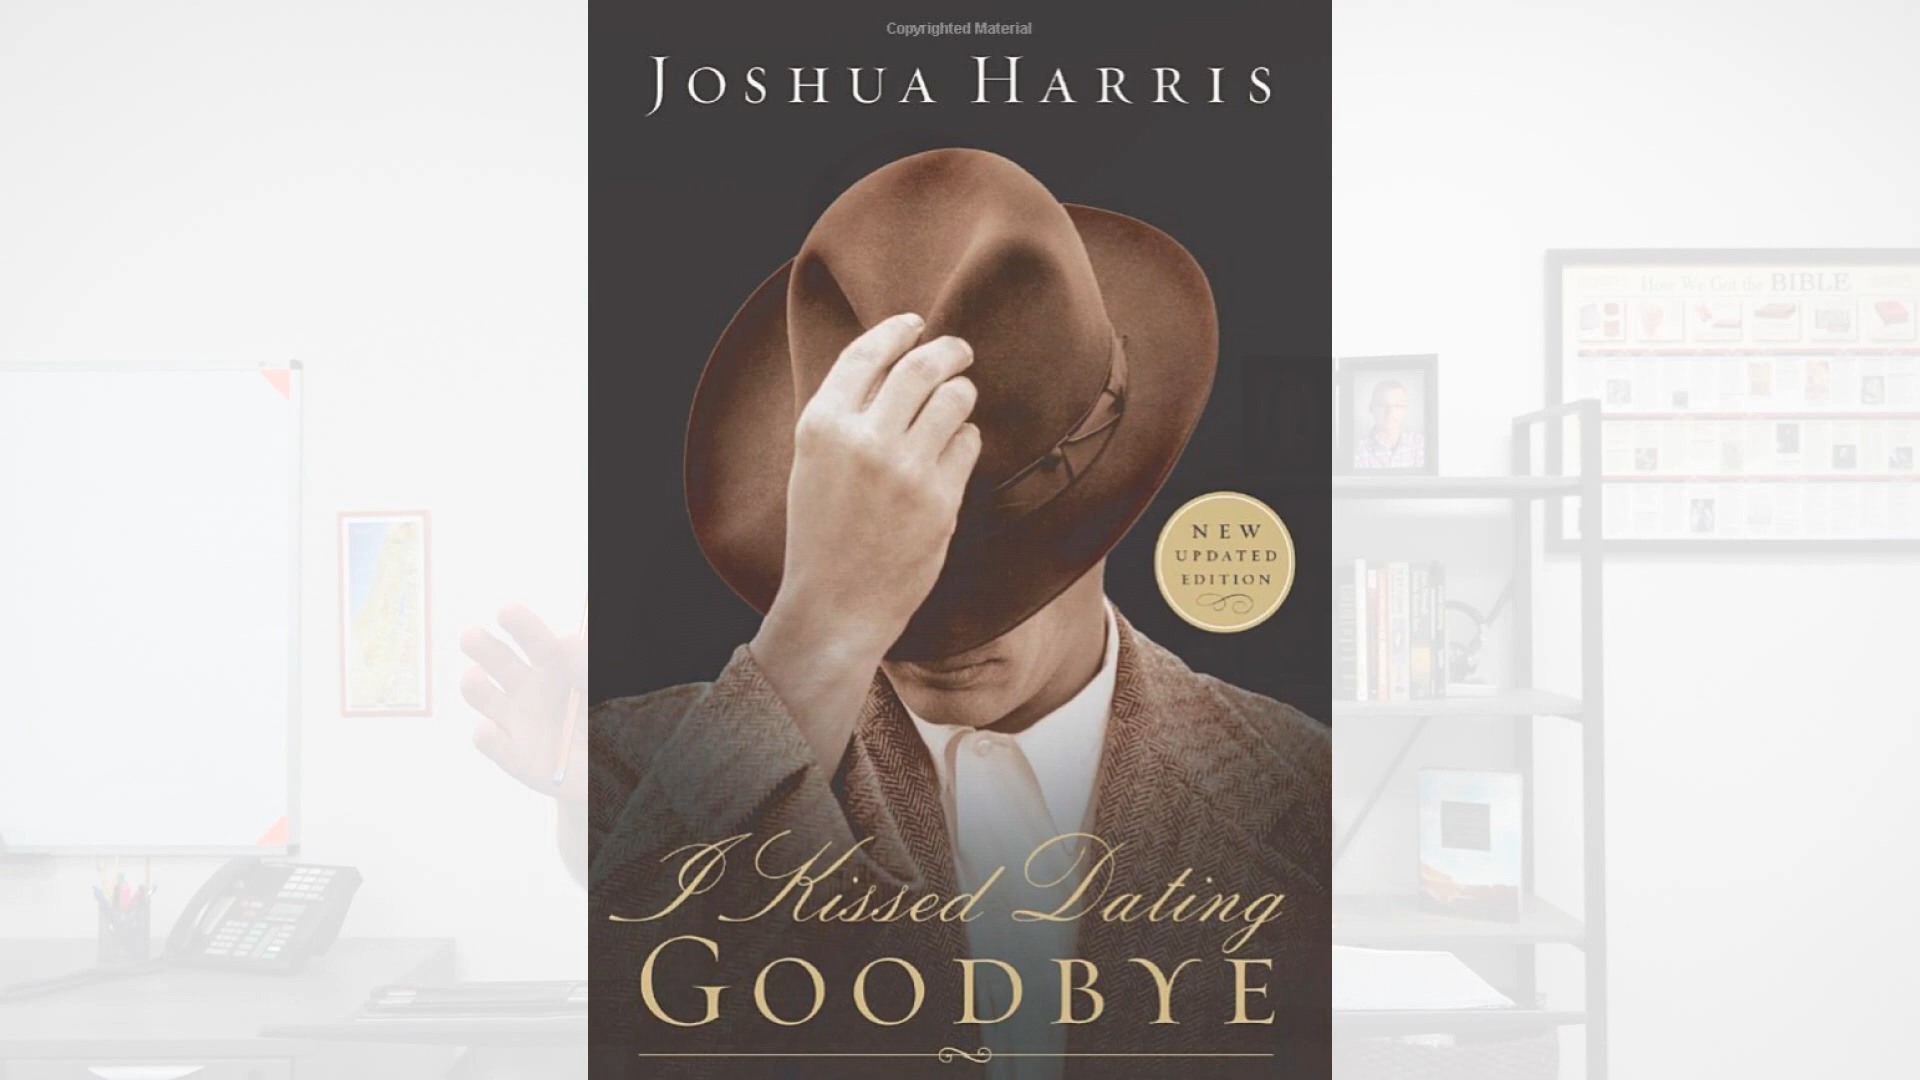 Copyrighted Material
JOSHUA HARRIS
How We Got the BIBLE
NEW
UPDATED
EDITION
I Kissed Dating
GOODBYE